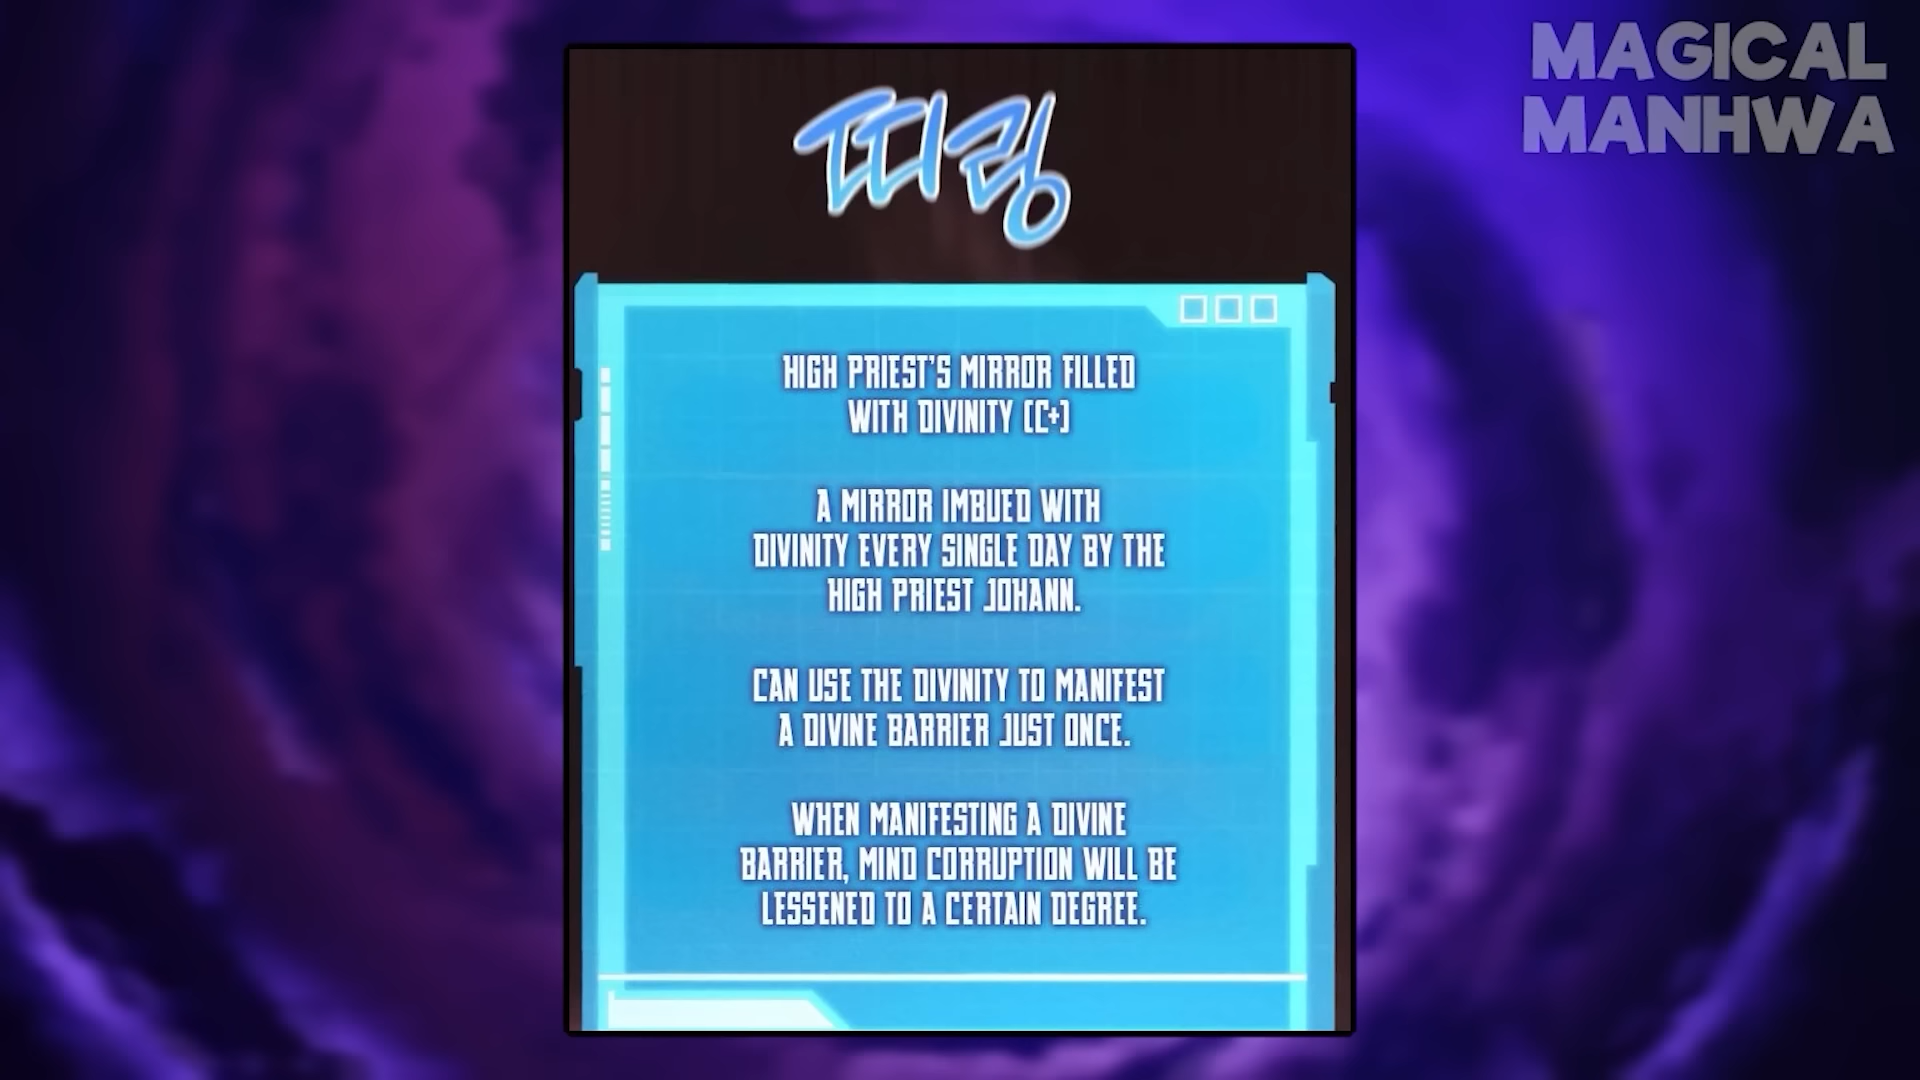 MAGICAL
MANHWA
띠링
HIGH PRIEST'S MIRROR FILLED
WITH DIVINITY (C+)
A MIRROR IMBUED WITH
DIVINITY EVERY SINGLE DAY BY THE
HIGH PRIEST JOHANN.
CAN USE THE DIVINITY TO MANIFEST
A DIVINE BARRIER JUST ONCE.
WHEN MANIFESTING A DIVINE
BARRIER, MIND CORRUPTION WILL BE
LESSENED TO A CERTAIN DEGREE.